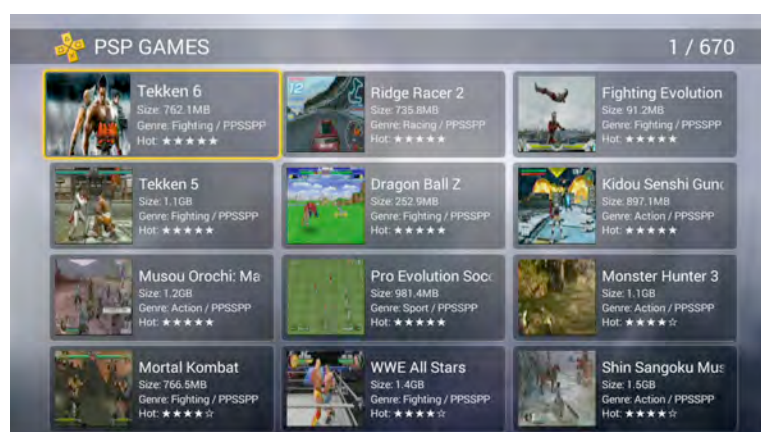 PSP GAMES
1 / 670
Tekken 6
Size: 762.1MB
Genre: Fighting / PPSSPP
Hot: ★★★★★
Ridge Racer 2
Size: 735.8MB
Genre: Racing / PPSSPP
Hot: ★★★★★
Fighting Evolution
Size: 91.2MB
Genre: Fighting / PPSSPP
Hot: ★★★★★
Tekken 5
Size: 1.1GB
Genre: Fighting / PPSSPP
Hot: ★★★★★
Dragon Ball Z
Size: 252.9MB
Genre: Fighting / PPSSPP
Hot: ★★★★★
Kidou Senshi Gun
Size: 897.1MB
Genre: Action / PPSSPP
Hot: ★★★★★
Musou Orochi: Ma
Size: 1.2GB
Genre: Action / PPSSPP
Hot: ★★★★★
Pro Evolution Soc
Size: 981.4MB
Genre: Sport / PPSSPP
Hot: ★★★★★
Monster Hunter 3
Size: 1.1GB
Genre: Action / PPSSPP
Hot: ★★★★☆
Mortal Kombat
Size: 766.5MB
Genre: Fighting / PPSSPP
Hot: ★★★★☆
WWE All Stars
Size: 1.4GB
Genre: Fighting / PPSSPP
Hot: ★★★★☆
Shin Sangoku Mus
Size: 1.5GB
Genre: Action / PPSSPP
Hot: ★★★★☆